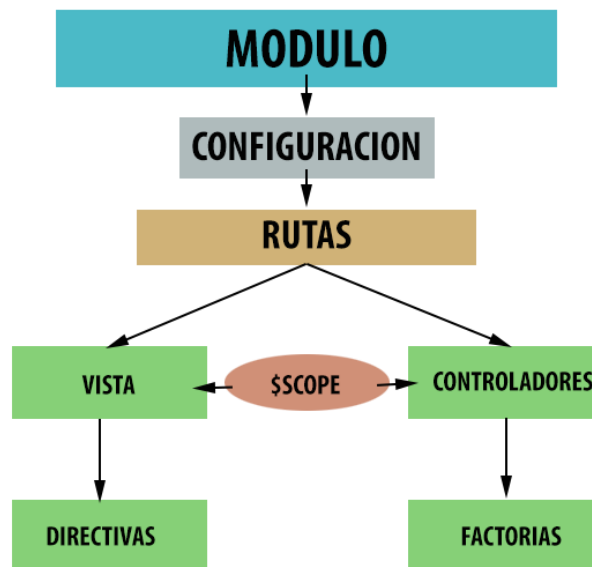 MODULO
CONFIGURACION
RUTAS
VISTA
$SCOPE
CONTROLADORES
DIRECTIVAS
FACTORIAS